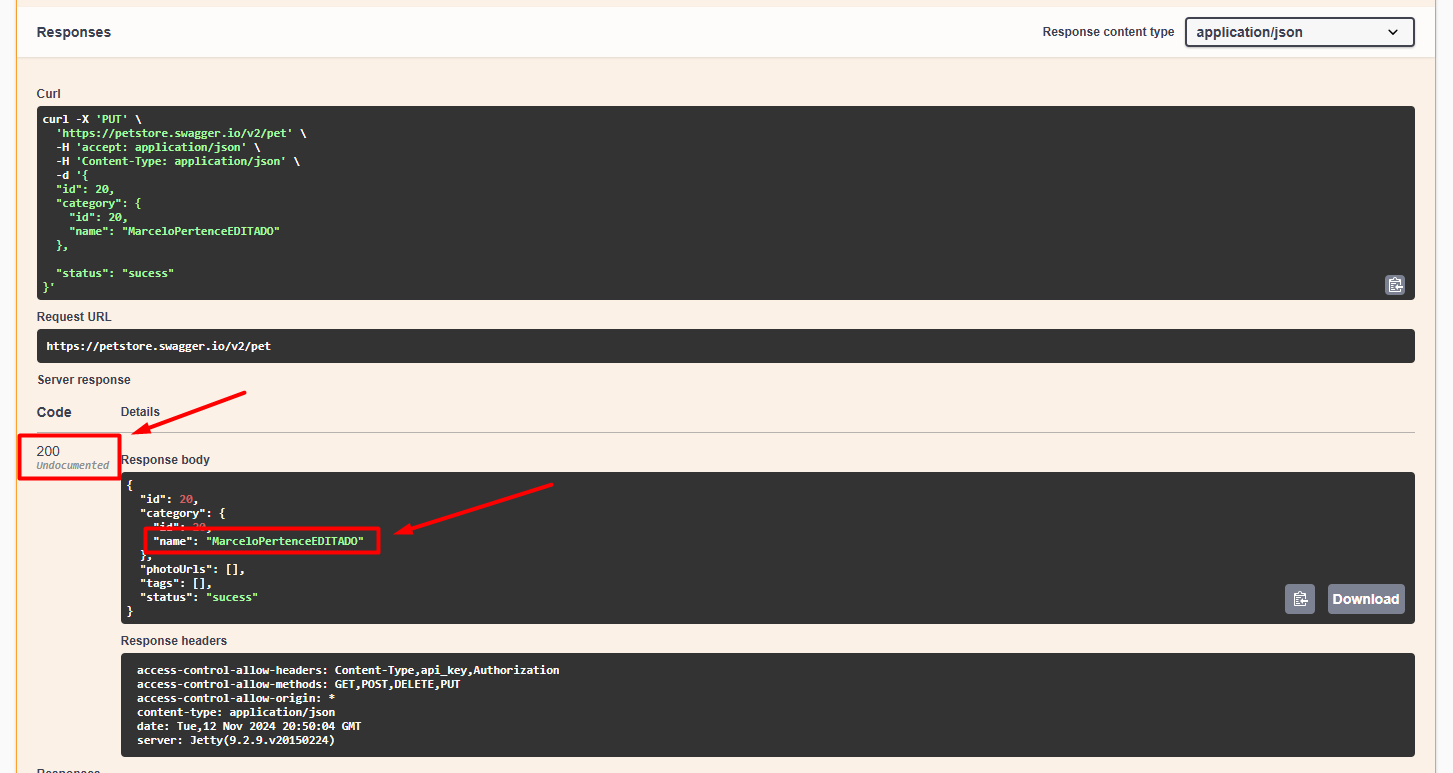 Responses
Response content type
application/json
Curl
curl -X 'PUT' \
  'https://petstore.swagger.io/v2/pet' \
  -H 'accept: application/json' \
  -H 'Content-Type: application/json' \
  -d '{
  "id": 20,
  "category": {
    "id": 20,
    "name": "MarceloPertenceEDITADO"
  },
  "status": "sucess"
}'
Request URL
https://petstore.swagger.io/v2/pet
Server response
Code Details
200
Undocumented
Response body
{
  "id": 20,
  "category": {
    "id": 20,
    "name": "MarceloPertenceEDITADO"
  },
  "photoUrls": [],
  "tags": [],
  "status": "sucess"
}
Download
Response headers
access-control-allow-headers: Content-Type,api_key,Authorization
access-control-allow-methods: GET,POST,DELETE,PUT
access-control-allow-origin: *
content-type: application/json
date: Tue,12 Nov 2024 20:50:04 GMT
server: Jetty(9.2.9.v20150224)
Responses